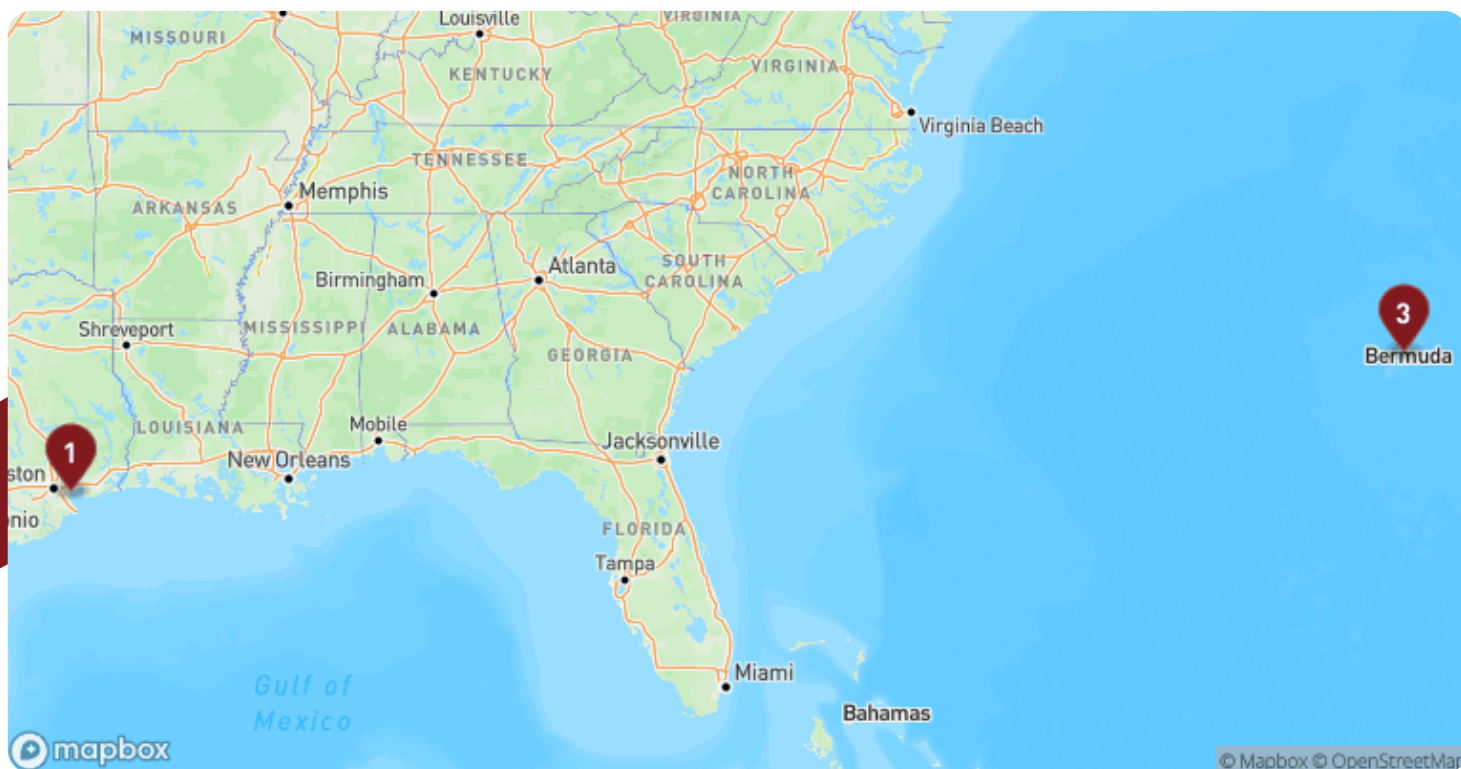 Louisville
VIRGINIA
MISSOURI
KENTUCKY
VIRGINIA
Virginia Beach
TENNESSEE
NORTH
CAROLINA
Memphis
ARKANSAS
Atlanta
SOUTH
CAROLINA
Birmingham
3
Shreveport
MISSISSIPPI
ALABAMA
GEORGIA
Bermuda
LOUISIANA
Mobile
1
Jacksonville
New Orleans
ston
onio
FLORIDA
Tampa
Miami
Gulf of
Mexico
Bahamas
mapbox
© Mapbox © OpenStreetMap